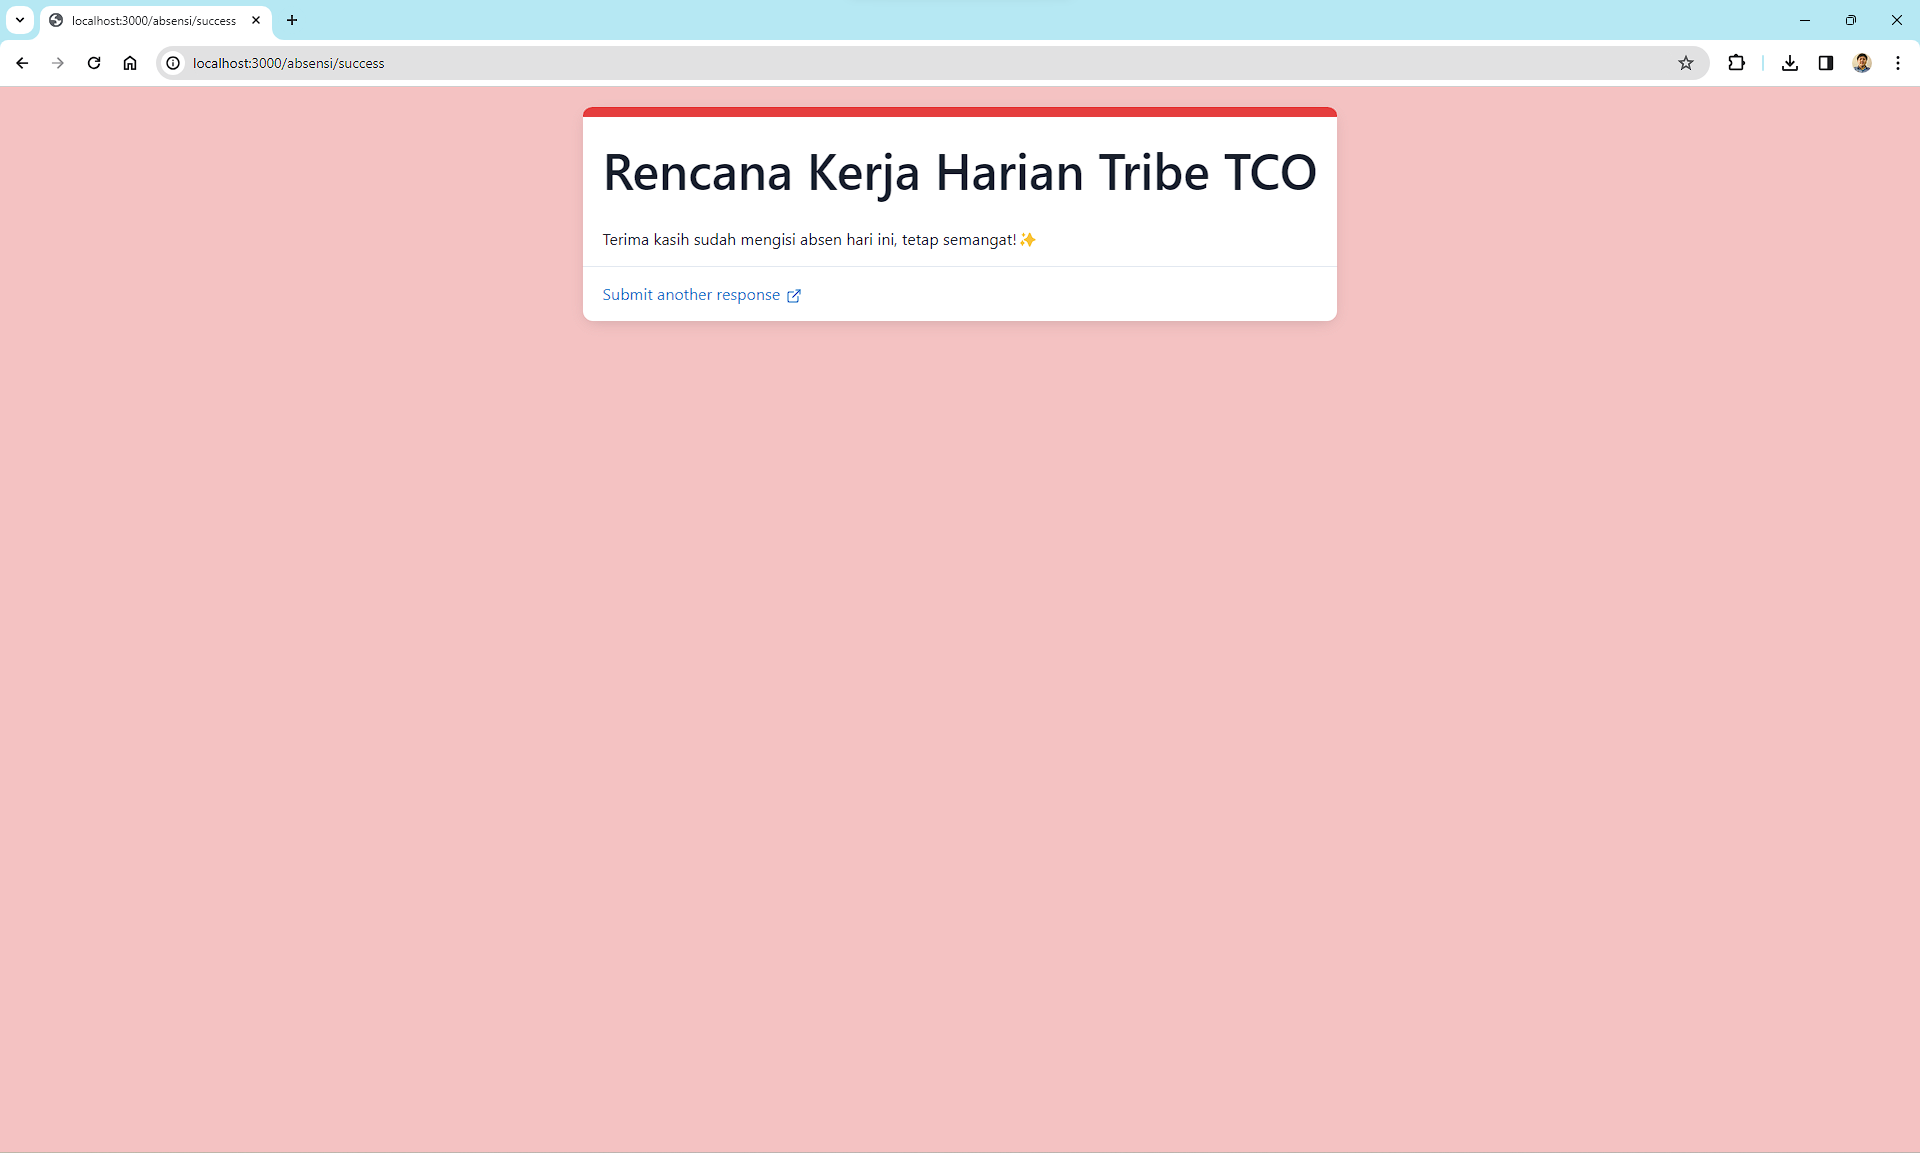 localhost:3000/absensi/success
localhost:3000/absensi/success
Rencana Kerja Harian Tribe TCO
Terima kasih sudah mengisi absen hari ini, tetap semangat!✨
Submit another response